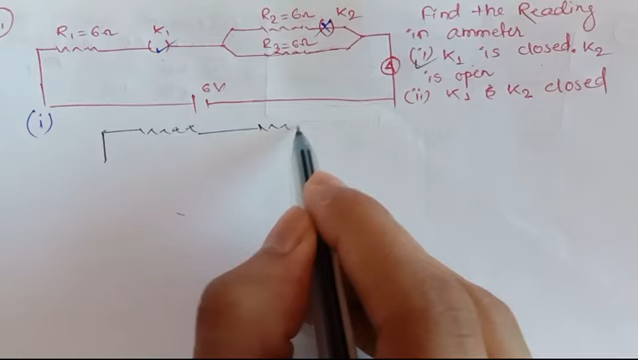 R₁=6Ω
K₁
R₂=6Ω
K₂
R₃=6Ω
A
6V
Find the Reading
in ammeter
(i) K₁ is closed. K₂
is open
(ii) K₁ & K₂ closed
(i)